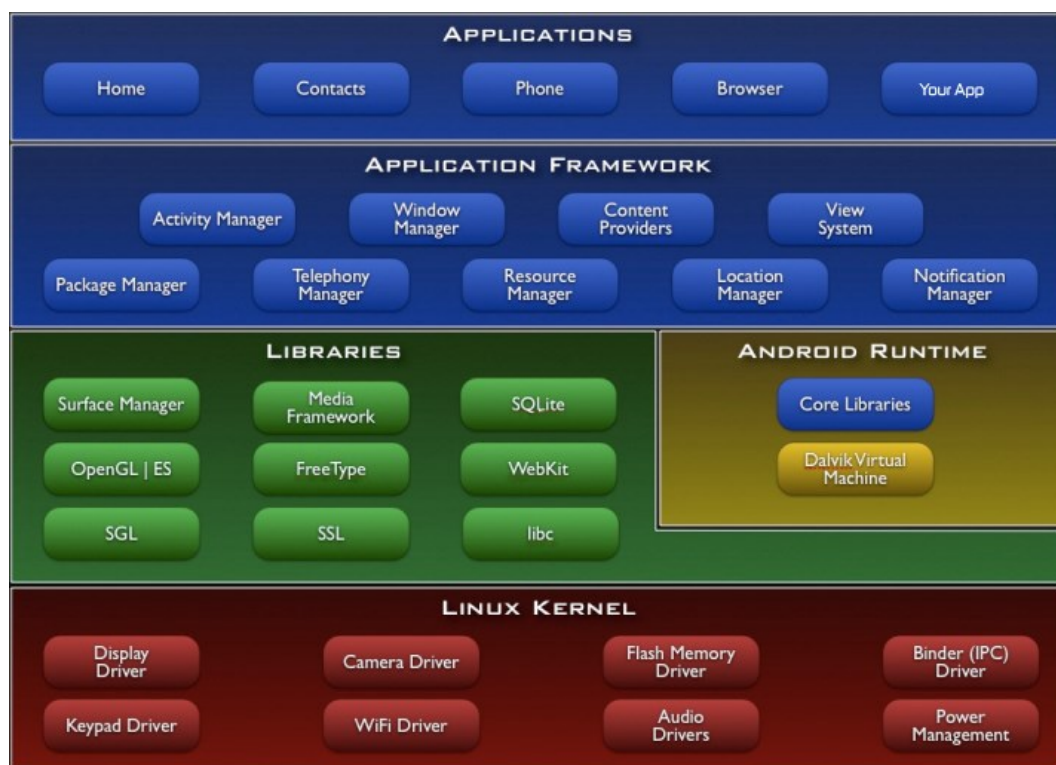 APPLICATIONS
Home
Contacts
Phone
Browser
Your App
APPLICATION FRAMEWORK
Activity Manager
Window
Manager
Content
Providers
View
System
Package Manager
Telephony
Manager
Resource
Manager
Location
Manager
Notification
Manager
LIBRARIES
Surface Manager
Media
Framework
SQLite
OpenGL | ES
FreeType
WebKit
SGL
SSL
libc
ANDROID RUNTIME
Core Libraries
Dalvik Virtual
Machine
LINUX KERNEL
Display
Driver
Camera Driver
Flash Memory
Driver
Binder (IPC)
Driver
Keypad Driver
WiFi Driver
Audio
Drivers
Power
Management